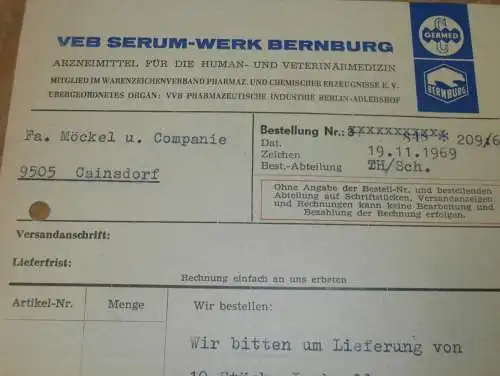 VEB SERUM-WERK BERNBURG
ARZNEIMITTEL FÜR DIE HUMAN- UND VETERINÄRMEDIZIN
MITGLIED IM WARENZEICHENVERBAND PHARMAZ. UND CHEMISCHER ERZEUGNISSE E. V.
ÜBERGEORDNETES ORGAN: VVB PHARMAZEUTISCHE INDUSTRIE BERLIN-ADLERSHOF
GERMED
BERNBURG
Fa. Möckel u. Companie
9505 Cainsdorf
Bestellung Nr.: 209/6
Dat. 19.11.1969
Zeichen
Best.-Abteilung TH/Sch.
Ohne Angabe der Bestell-Nr. und bestellenden
Abteilung auf Schriftstücken, Versandanzeigen
und Rechnungen kann keine Bearbeitung und
Bezahlung der Rechnung erfolgen.
Versandanschrift:
Lieferfrist:
Rechnung einfach an uns erbeten
Artikel-Nr. Menge Wir bestellen:
Wir bitten um Lieferung von
10 Stück